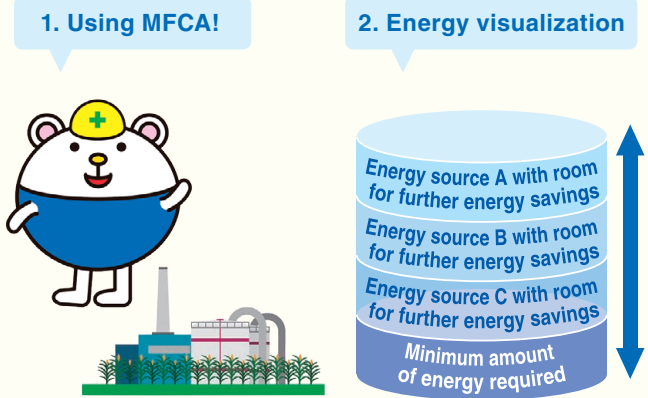 1. Using MFCA!
2. Energy visualization
Energy source A with room
for further energy savings
Energy source B with room
for further energy savings
Energy source C with room
for further energy savings
Minimum amount
of energy required